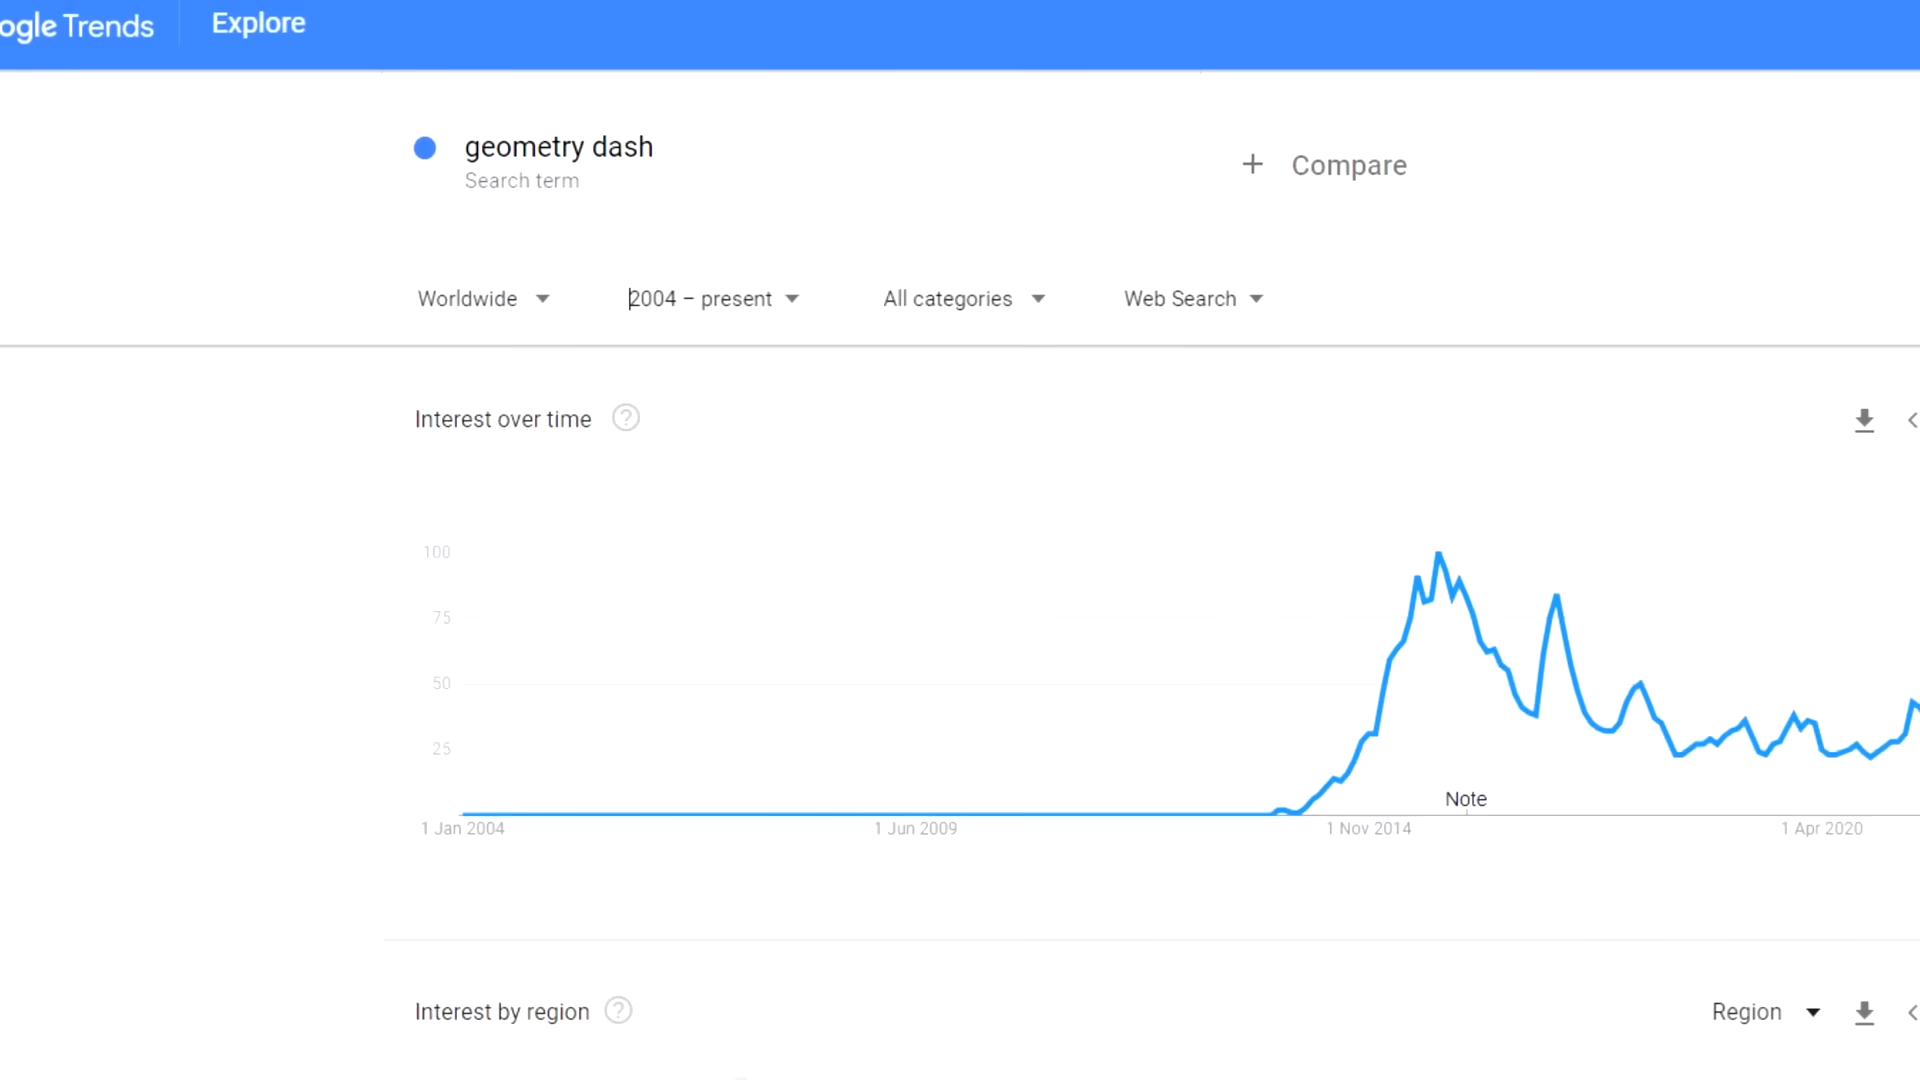 ogle Trends
Explore
geometry dash
Search term
+ Compare
Worldwide
2004 – present
All categories
Web Search
Interest over time
?
100
75
50
25
Note
1 Jan 2004
1 Jun 2009
1 Nov 2014
1 Apr 2020
Interest by region
?
Region